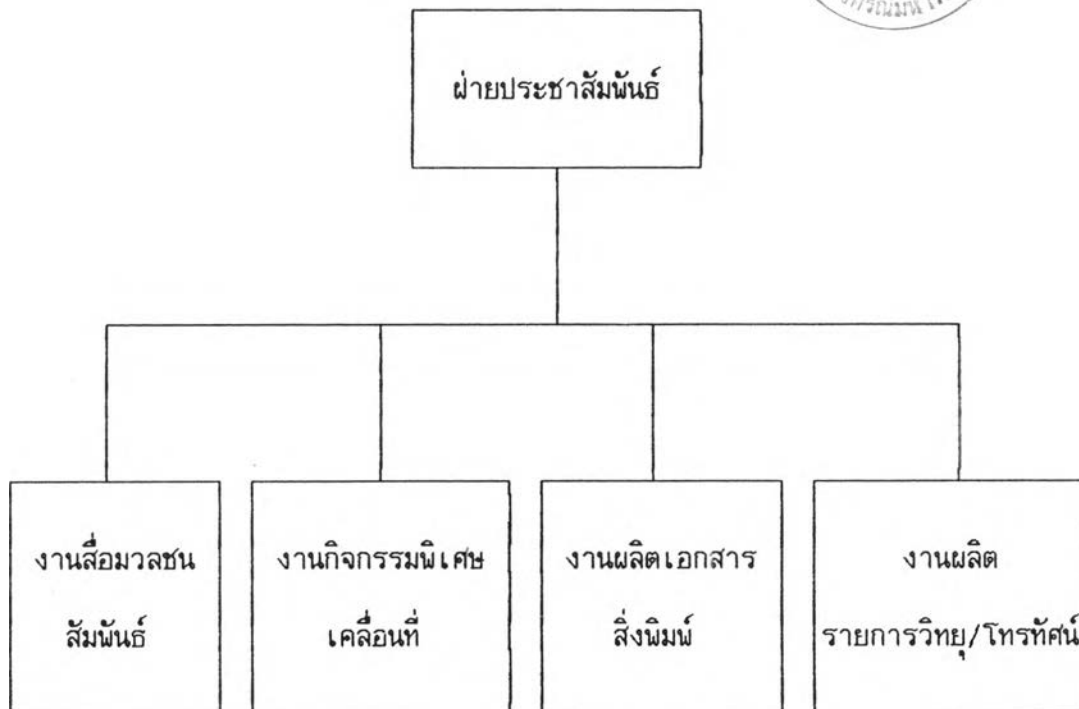 ฝ่ายประชาสัมพันธ์
งานสื่อมวลชน
สัมพันธ์
งานกิจกรรมพิเศษ
เคลื่อนที่
งานผลิตเอกสาร
สิ่งพิมพ์
งานผลิต
รายการวิทยุ/โทรทัศน์